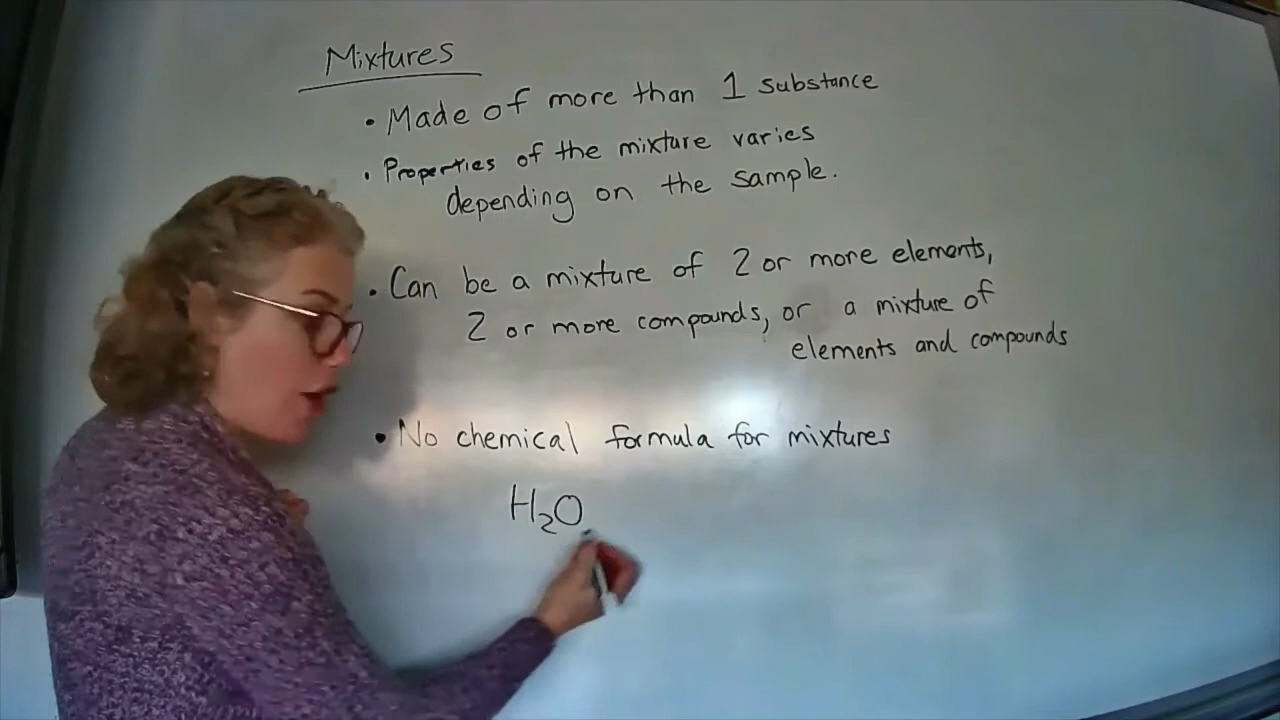 Mixtures
• Made of more than 1 substance
• Properties of the mixture varies
depending on the sample.
• Can be a mixture of 2 or more elements,
2 or more compounds, or a mixture of
elements and compounds
• No chemical formula for mixtures
H₂O